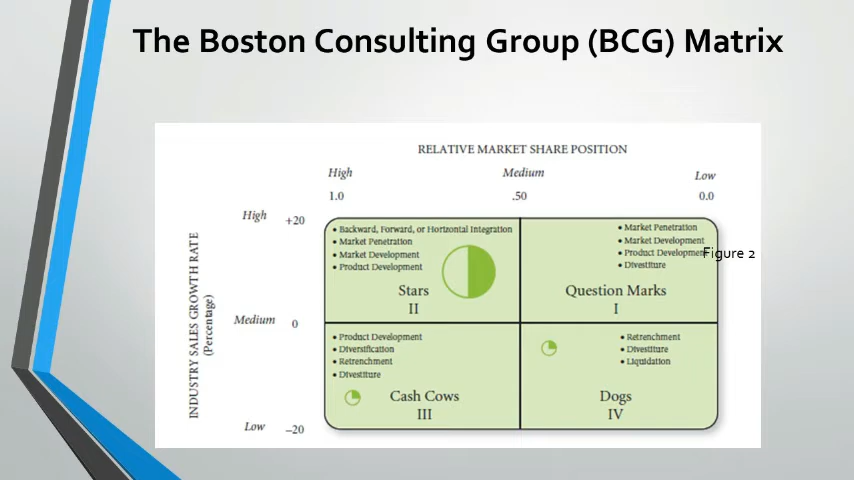 The Boston Consulting Group (BCG) Matrix
RELATIVE MARKET SHARE POSITION
High Medium Low
1.0 .50 0.0
INDUSTRY SALES GROWTH RATE
(Percentage)
High +20
Medium 0
Low –20
• Backward, Forward, or Horizontal Integration
• Market Penetration
• Market Development
• Product Development
Stars
II
• Market Penetration
• Market Development
• Product Development
• Divestiture
Figure 2
Question Marks
I
• Product Development
• Diversification
• Retrenchment
• Divestiture
Cash Cows
III
• Retrenchment
• Divestiture
• Liquidation
Dogs
IV